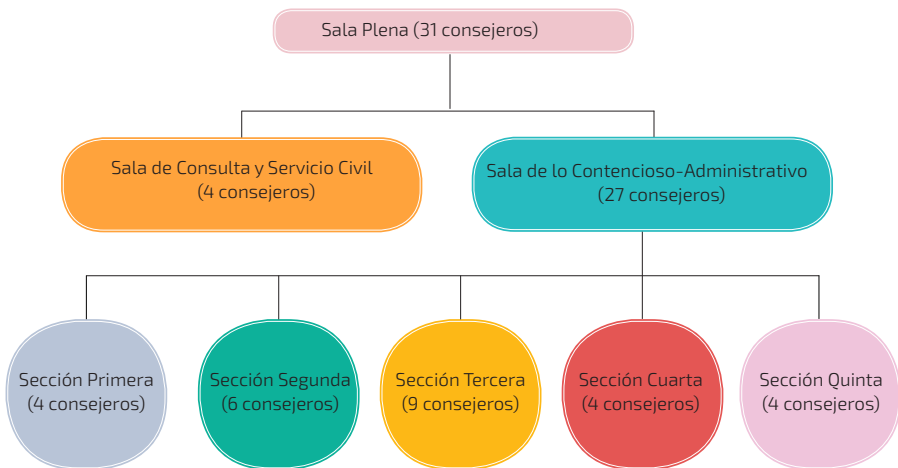 Sala Plena (31 consejeros)
Sala de Consulta y Servicio Civil
(4 consejeros)
Sala de lo Contencioso-Administrativo
(27 consejeros)
Sección Primera
(4 consejeros)
Sección Segunda
(6 consejeros)
Sección Tercera
(9 consejeros)
Sección Cuarta
(4 consejeros)
Sección Quinta
(4 consejeros)